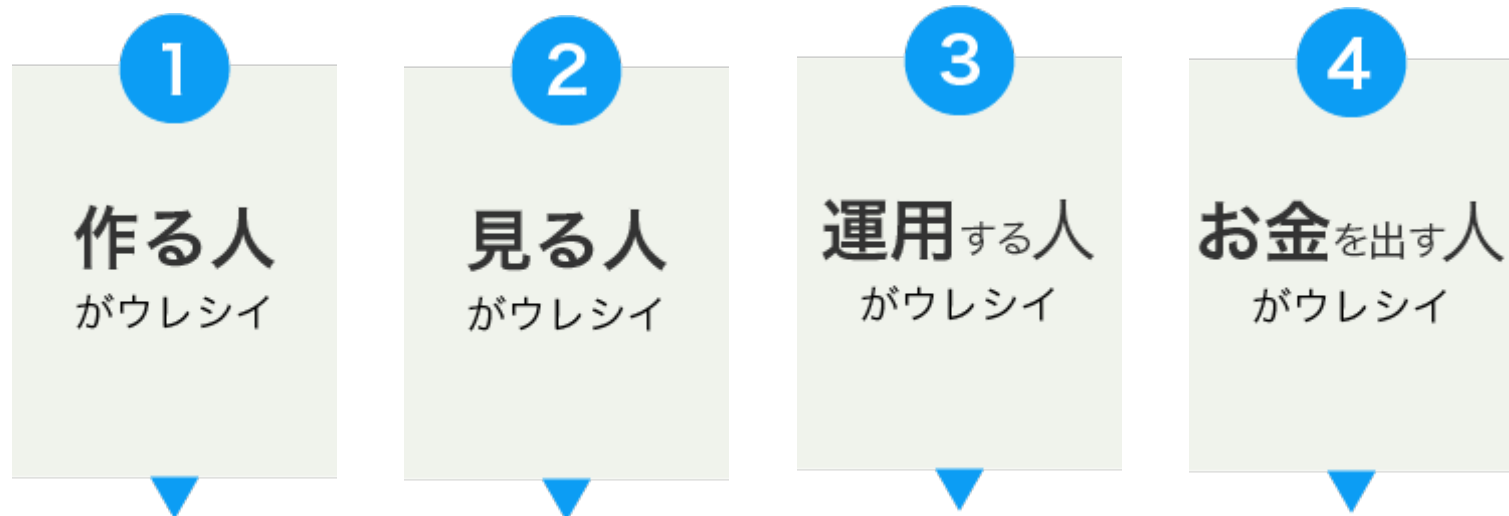 1
作る人
がウレシイ
2
見る人
がウレシイ
3
運用する人
がウレシイ
4
お金を出す人
がウレシイ